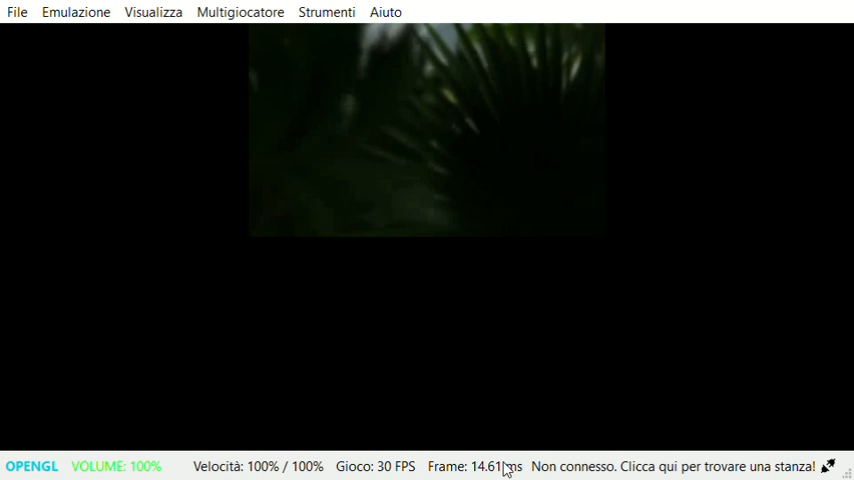 File Emulazione Visualizza Multigiocatore Strumenti Aiuto
OPENGL VOLUME: 100% Velocità: 100% / 100% Gioco: 30 FPS Frame: 14.61 ms Non connesso. Clicca qui per trovare una stanza!